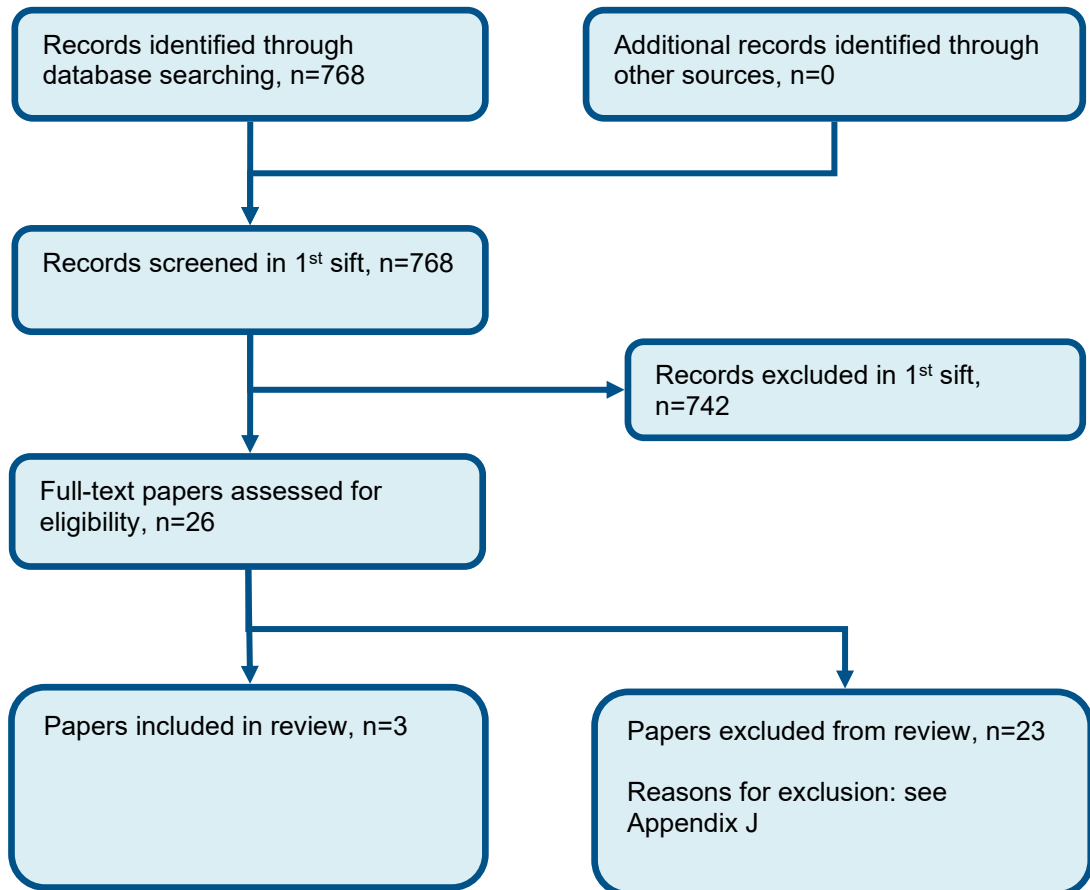 Records identified through
database searching, n=768
Additional records identified through
other sources, n=0
Records screened in 1st sift, n=768
Records excluded in 1st sift,
n=742
Full-text papers assessed for
eligibility, n=26
Papers included in review, n=3
Papers excluded from review, n=23
Reasons for exclusion: see
Appendix J